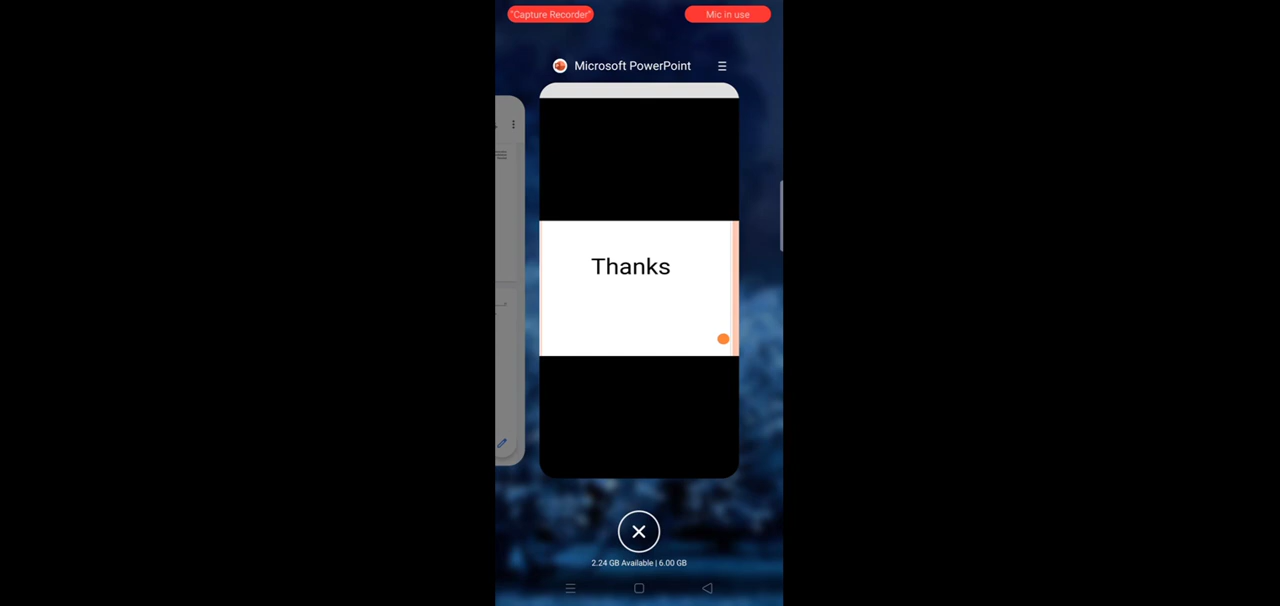 "Capture Recorder"
Mic in use
Microsoft PowerPoint
Thanks
2.24 GB Available | 6.00 GB